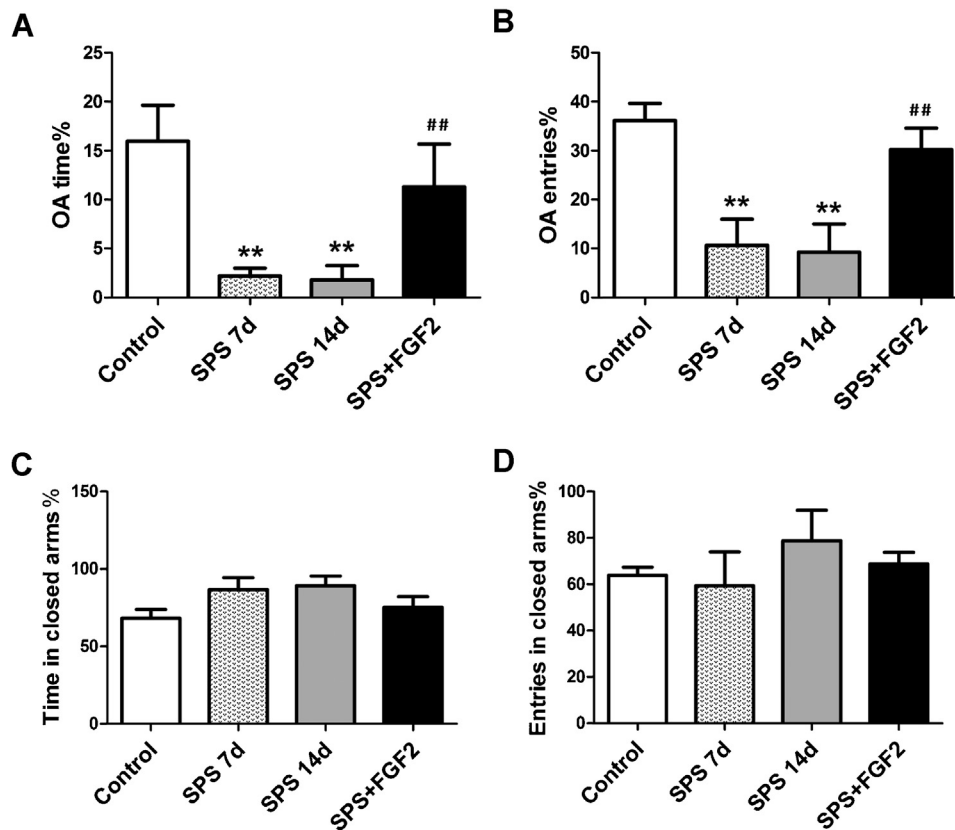 A
OA time%
25
20
15
10
5
0
**
**
##
Control
SPS 7d
SPS 14d
SPS+FGF2
B
OA entries%
50
40
30
20
10
0
**
**
##
Control
SPS 7d
SPS 14d
SPS+FGF2
C
Time in closed arms %
150
100
50
0
Control
SPS 7d
SPS 14d
SPS+FGF2
D
Entries in closed arms%
100
80
60
40
20
0
Control
SPS 7d
SPS 14d
SPS+FGF2